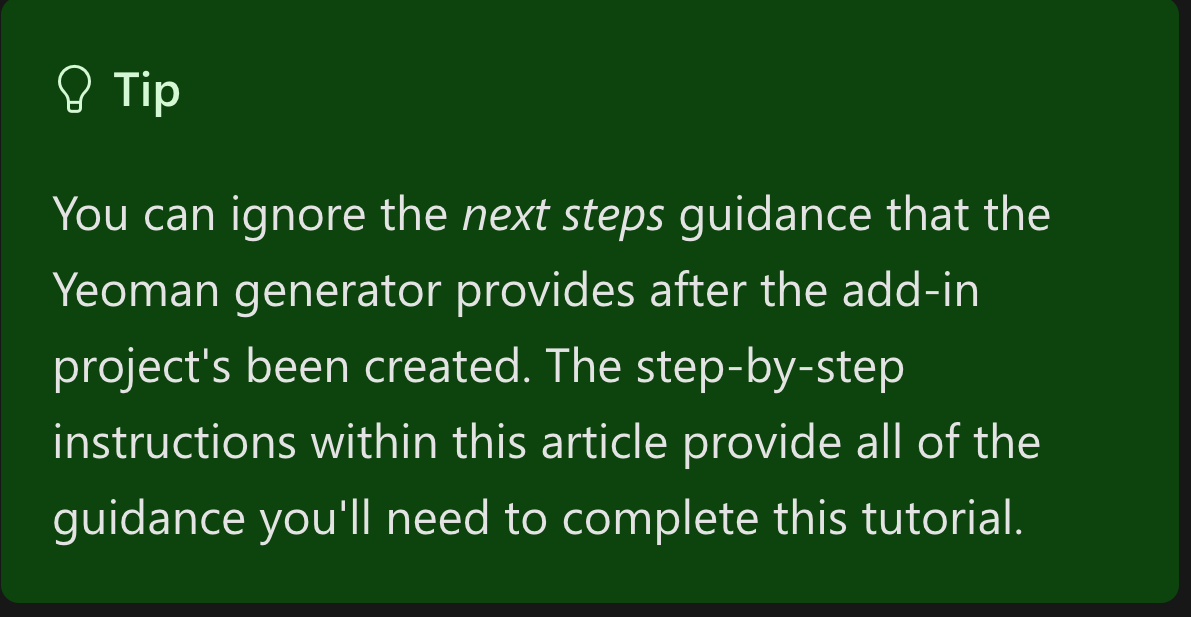 Tip
You can ignore the next steps guidance that the
Yeoman generator provides after the add-in
project's been created. The step-by-step
instructions within this article provide all of the
guidance you'll need to complete this tutorial.